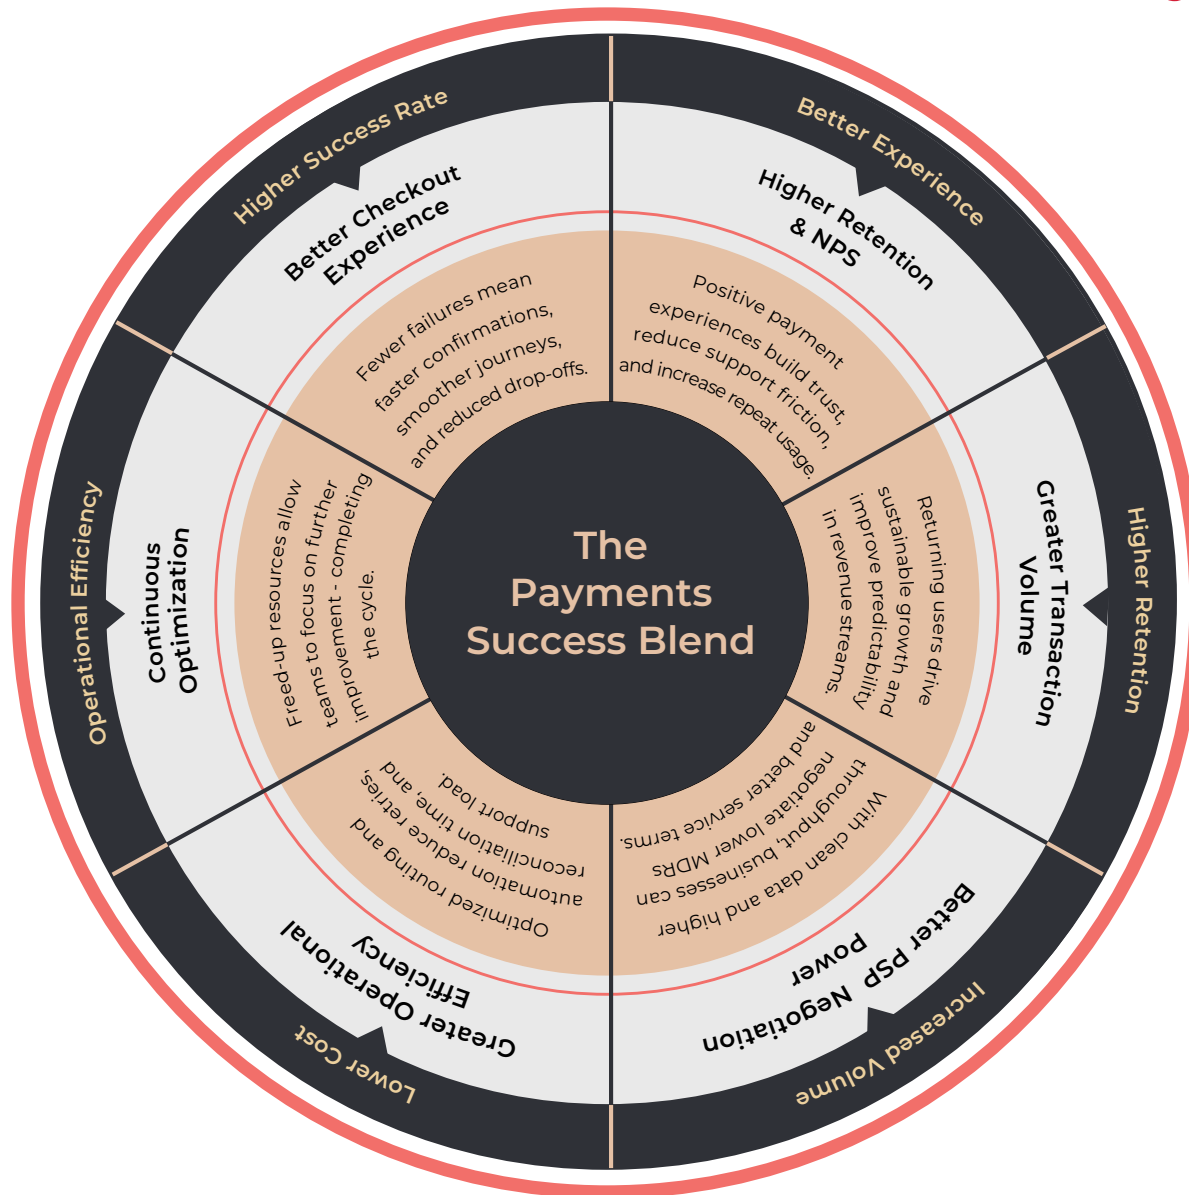 The
Payments
Success Blend
Higher Success Rate
Better Checkout
Experience
Fewer failures mean
faster confirmations,
smoother journeys,
and reduced drop-offs.
Better Experience
Higher Retention
& NPS
Positive payment
experiences build trust,
reduce support friction,
and increase repeat usage.
Higher Retention
Greater Transaction
Volume
Returning users drive
sustainable growth and
improve predictability
in revenue streams.
Increased Volume
Better PSP Negotiation
Power
With clean data and higher
throughput, businesses can
negotiate lower MDRs
and better service terms.
Lower Cost
Greater Operational
Efficiency
Optimized routing and
automation reduce retries,
reconciliation time, and
support load.
Operational Efficiency
Continuous
Optimization
Freed-up resources allow
teams to focus on further
improvement - completing
the cycle.